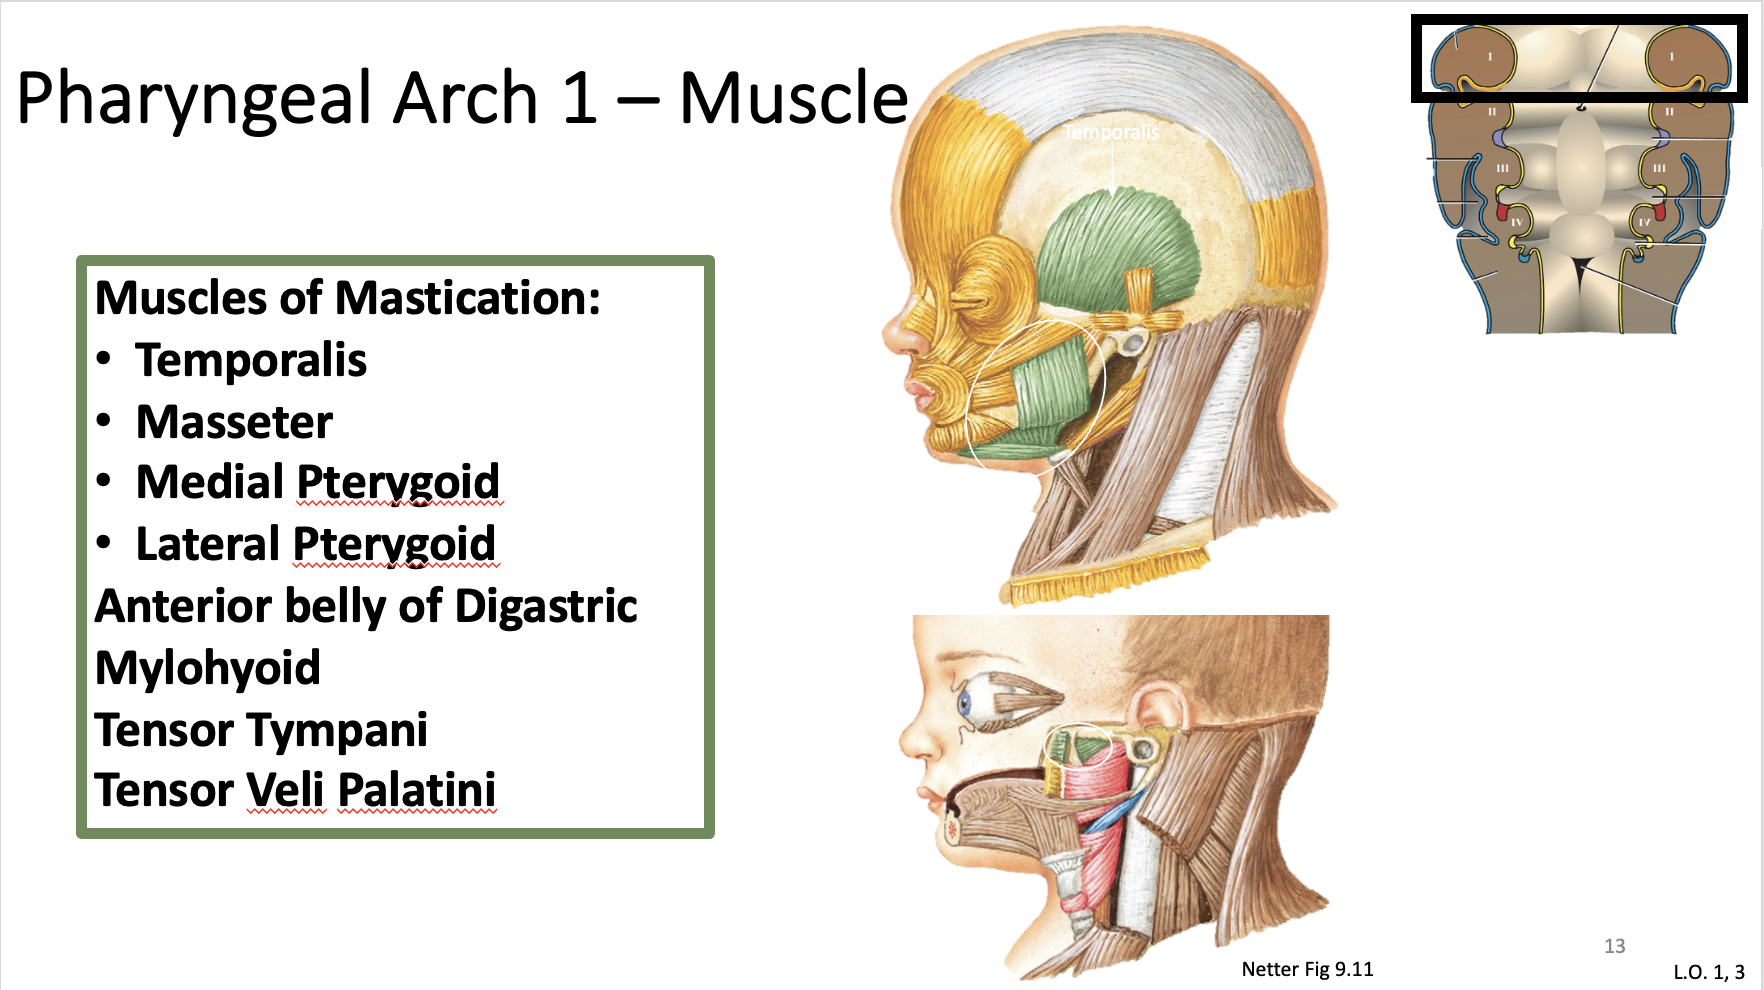 Pharyngeal Arch 1 – Muscle
Temporalis
I I
II II
III III
IV IV
Muscles of Mastication:
• Temporalis
• Masseter
• Medial Pterygoid
• Lateral Pterygoid
Anterior belly of Digastric
Mylohyoid
Tensor Tympani
Tensor Veli Palatini
13
Netter Fig 9.11
L.O. 1, 3